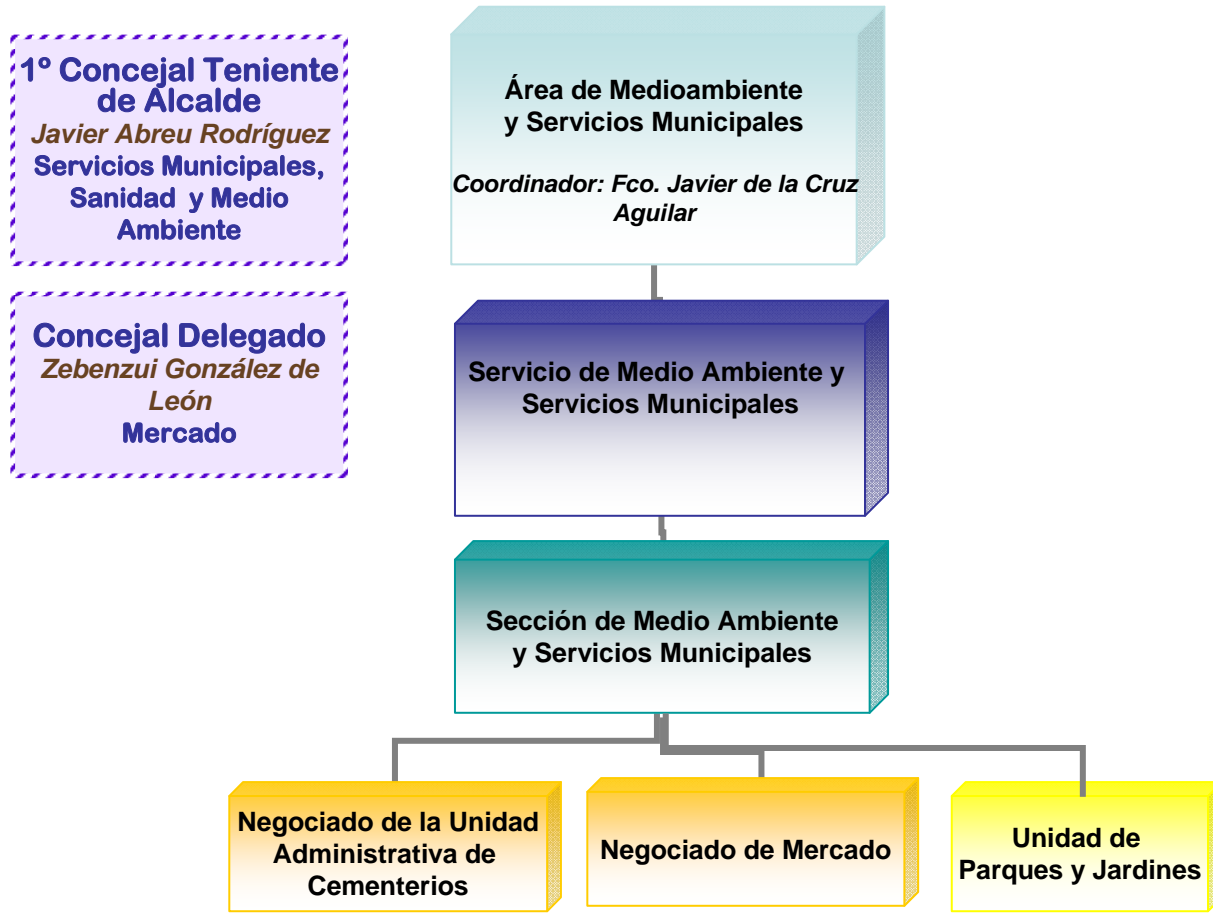 1º Concejal Teniente
de Alcalde
Javier Abreu Rodríguez
Servicios Municipales,
Sanidad y Medio
Ambiente
Concejal Delegado
Zebenzui González de
León
Mercado
Área de Medioambiente
y Servicios Municipales
Coordinador: Fco. Javier de la Cruz
Aguilar
Servicio de Medio Ambiente y
Servicios Municipales
Sección de Medio Ambiente
y Servicios Municipales
Negociado de la Unidad
Administrativa de
Cementerios
Negociado de Mercado
Unidad de
Parques y Jardines